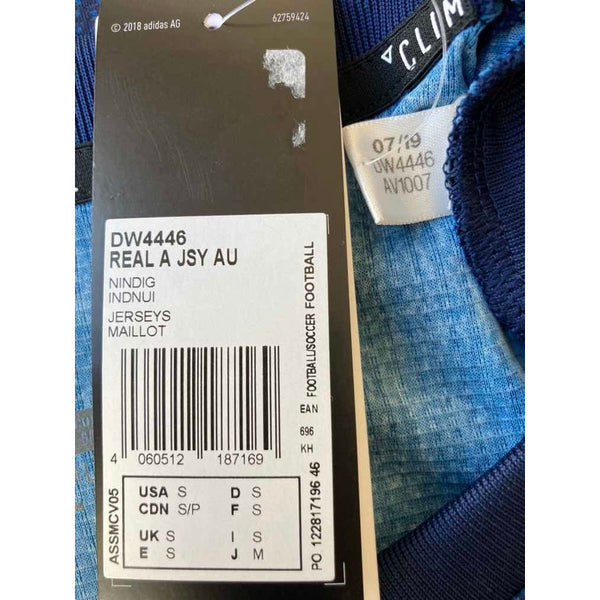 © 2018 adidas AG
62759424
CLIM
07/19
DW4446
AV1007
DW4446
REAL A JSY AU
NINDIG
INDNUI
JERSEYS
MAILLOT
4 060512 187169
FOOTBALL/SOCCER FOOTBALL
EAN
696
KH
PO 122817196 46
ASSMCV05
USA S D S
CDN S/P F S
UK S I S
E S J M